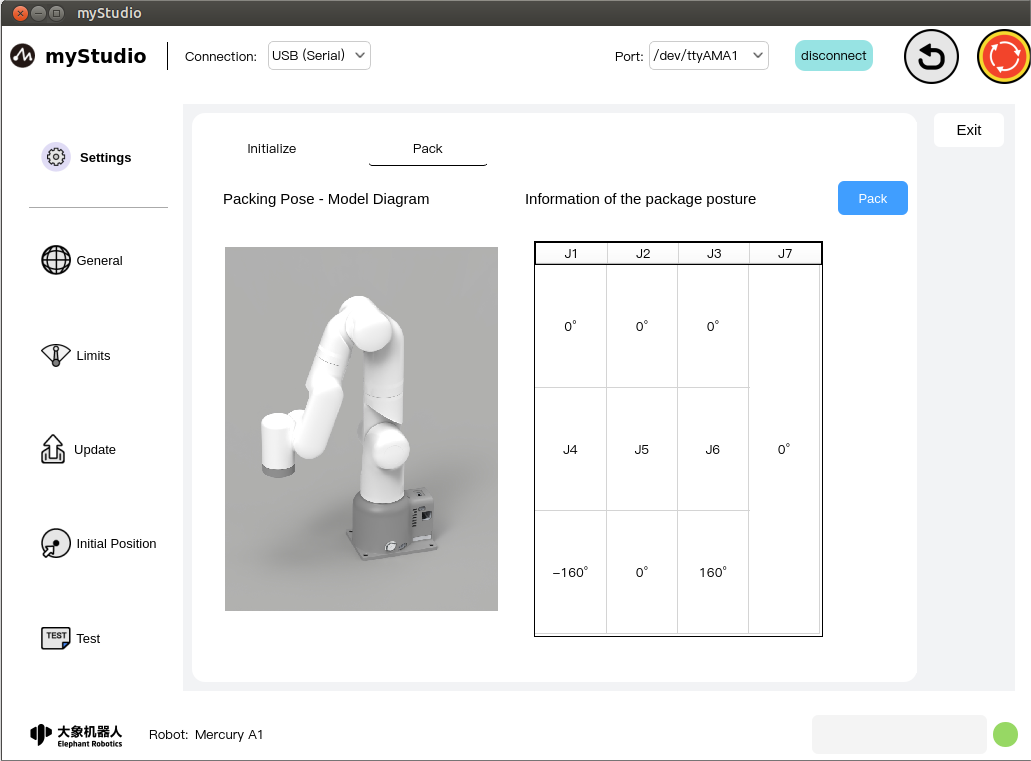 myStudio
myStudio
Connection: USB (Serial)
Port: /dev/ttyAMA1
disconnect
Settings
General
Limits
Update
Initial Position
TEST Test
Initialize
Pack
Exit
Packing Pose - Model Diagram
Information of the package posture
Pack
J1 J2 J3 J7
0° 0° 0°
J4 J5 J6 0°
-160° 0° 160°
大象机器人
Elephant Robotics
Robot: Mercury A1